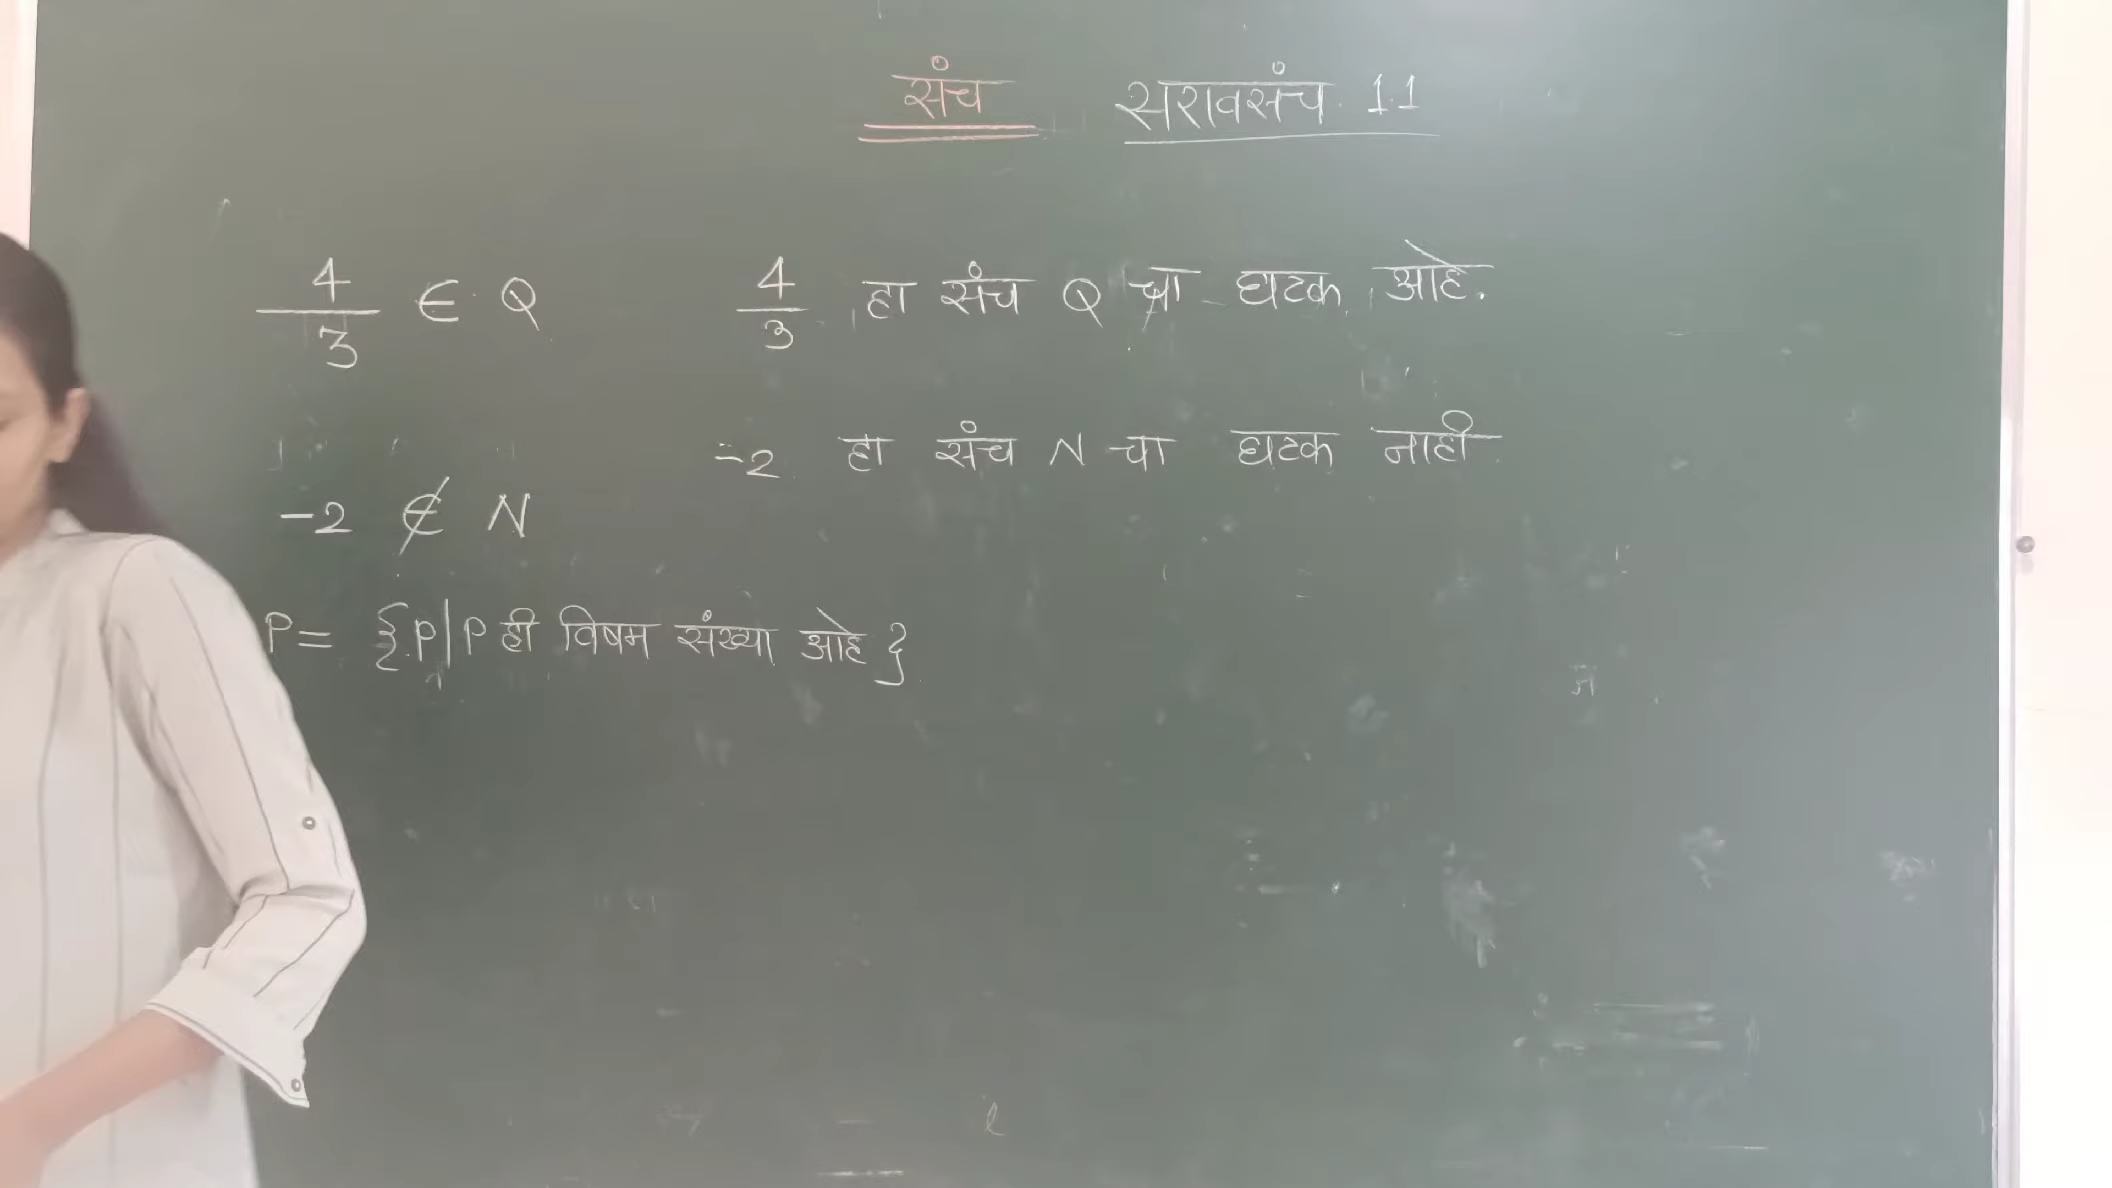 संच सरावसंच 1.1
4/3 ∈ Q 4/3 हा संच Q चा घटक आहे.
-2 हा संच N चा घटक नाही
-2 ∉ N
P = {P|P ही विषम संख्या आहे}